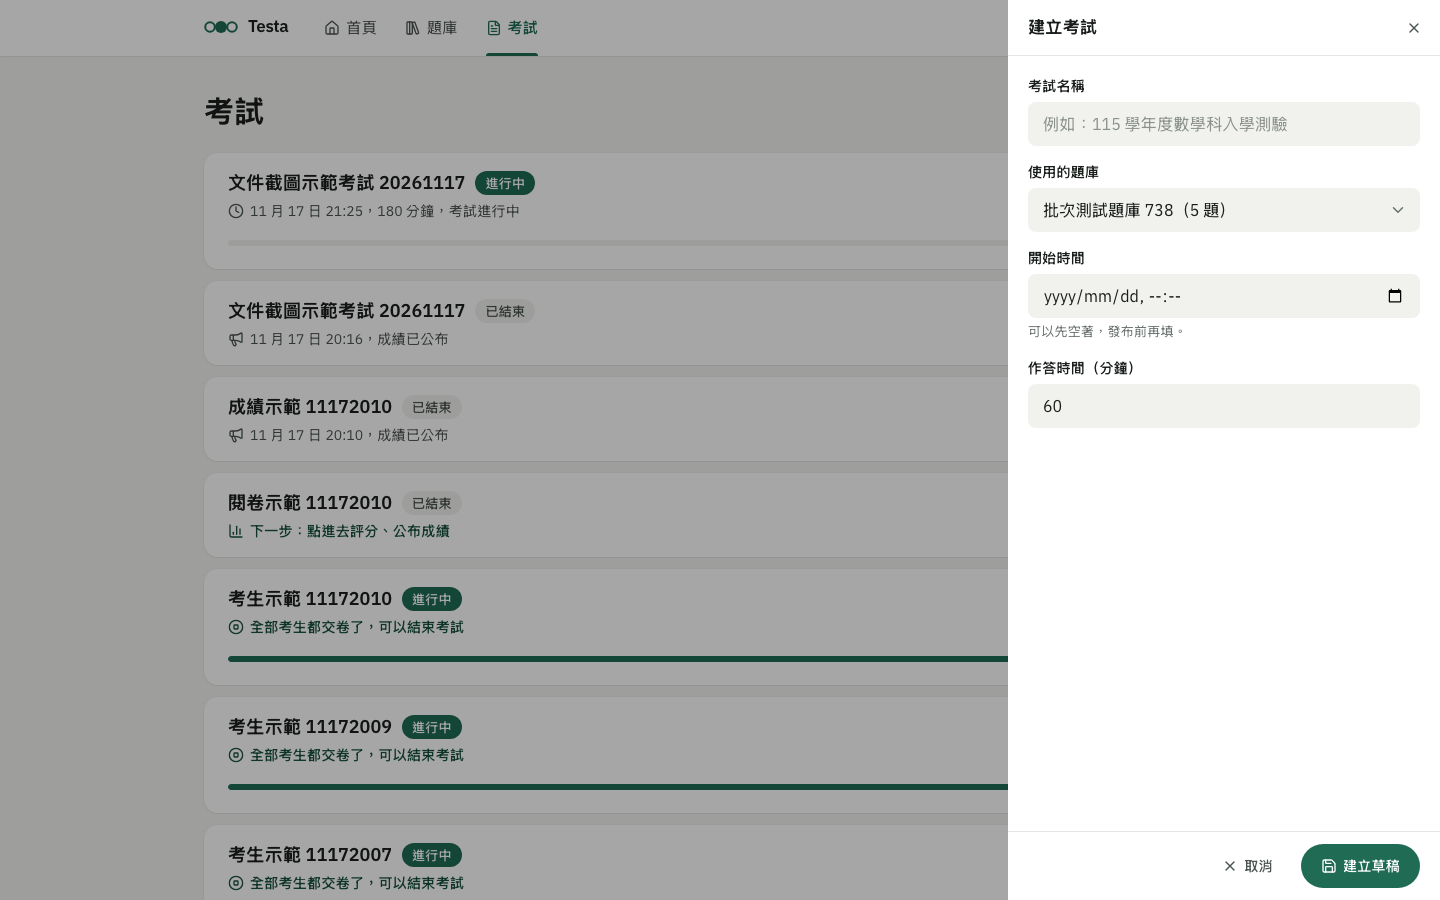 Testa
首頁
題庫
考試
考試
文件截圖示範考試 20261117 進行中
11 月 17 日 21:25，180 分鐘，考試進行中
文件截圖示範考試 20261117 已結束
11 月 17 日 20:16，成績已公布
成績示範 11172010 已結束
11 月 17 日 20:10，成績已公布
閱卷示範 11172010 已結束
下一步：點進去評分、公布成績
考生示範 11172010 進行中
全部考生都交卷了，可以結束考試
考生示範 11172009 進行中
全部考生都交卷了，可以結束考試
考生示範 11172007 進行中
全部考生都交卷了，可以結束考試
建立考試
考試名稱
例如：115 學年度數學科入學測驗
使用的題庫
批次測試題庫 738（5 題）
開始時間
yyyy/mm/dd, --:--
可以先空著，發布前再填。
作答時間（分鐘）
60
取消
建立草稿